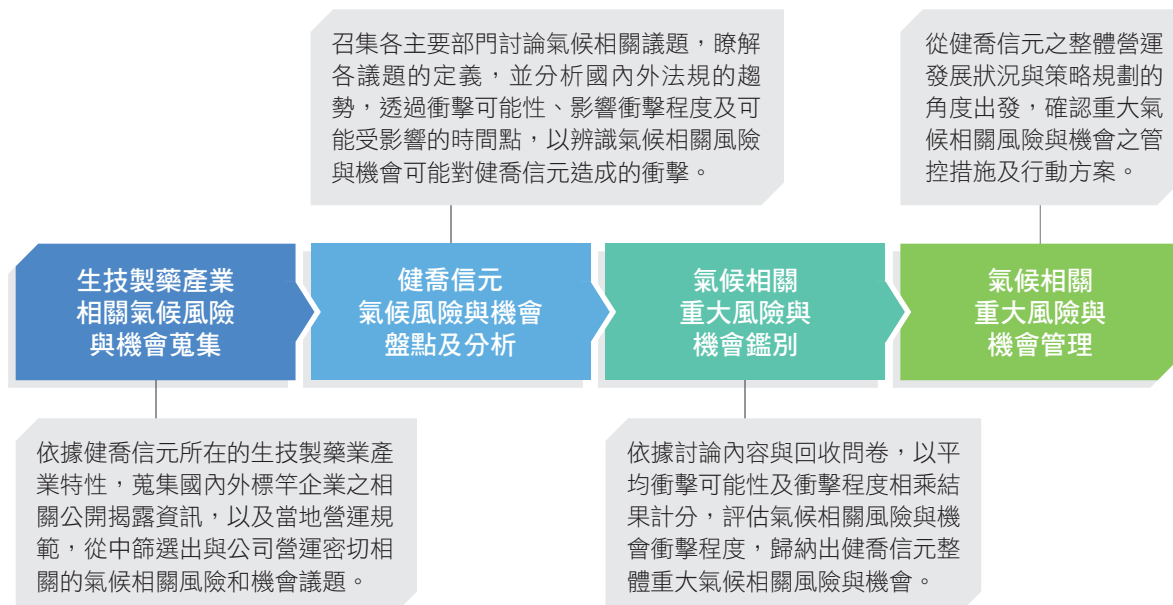 召集各主要部門討論氣候相關議題，瞭解
各議題的定義，並分析國內外法規的趨
勢，透過衝擊可能性、影響衝擊程度及可
能受影響的時間點，以辨識氣候相關風險
與機會可能對健喬信元造成的衝擊。
從健喬信元之整體營運
發展狀況與策略規劃的
角度出發，確認重大氣
候相關風險與機會之管
控措施及行動方案。
生技製藥產業
相關氣候風險
與機會蒐集
健喬信元
氣候風險與機會
盤點及分析
氣候相關
重大風險與
機會鑑別
氣候相關
重大風險與
機會管理
依據健喬信元所在的生技製藥業產
業特性，蒐集國內外標竿企業之相
關公開揭露資訊，以及當地營運規
範，從中篩選出與公司營運密切相
關的氣候相關風險和機會議題。
依據討論內容與回收問卷，以平
均衝擊可能性及衝擊程度相乘結
果計分，評估氣候相關風險與機
會衝擊程度，歸納出健喬信元整
體重大氣候相關風險與機會。